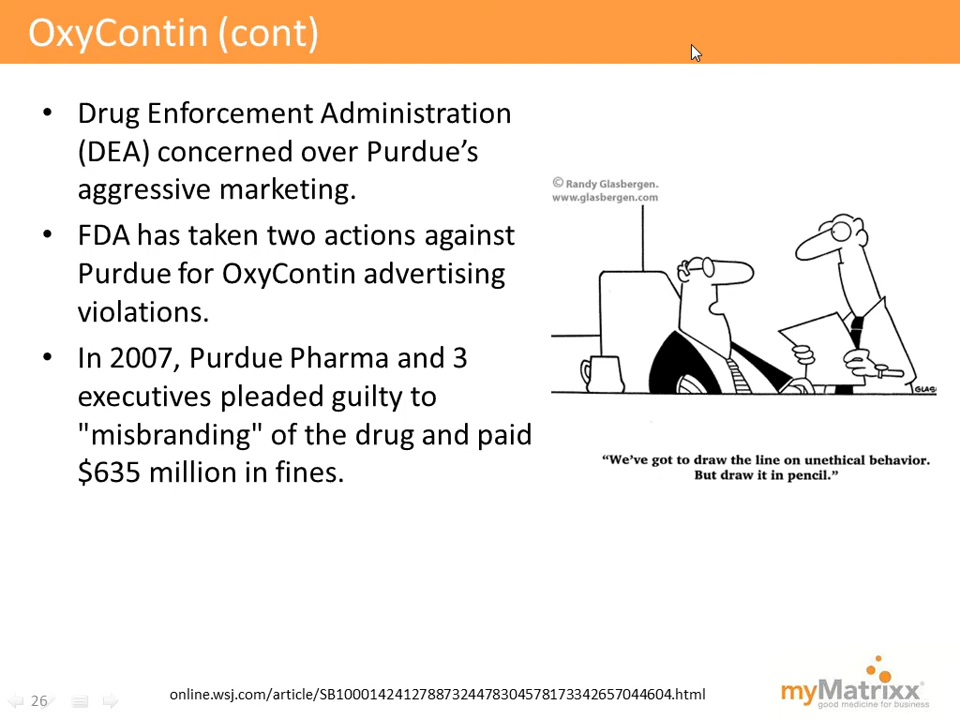 OxyContin (cont)
• Drug Enforcement Administration
(DEA) concerned over Purdue’s
aggressive marketing.
• FDA has taken two actions against
Purdue for OxyContin advertising
violations.
• In 2007, Purdue Pharma and 3
executives pleaded guilty to
"misbranding" of the drug and paid
$635 million in fines.
© Randy Glasbergen.
www.glasbergen.com
GLAS
“We’ve got to draw the line on unethical behavior.
But draw it in pencil.”
26
online.wsj.com/article/SB10001424127887324478304578173342657044604.html
myMatrixx
good medicine for business